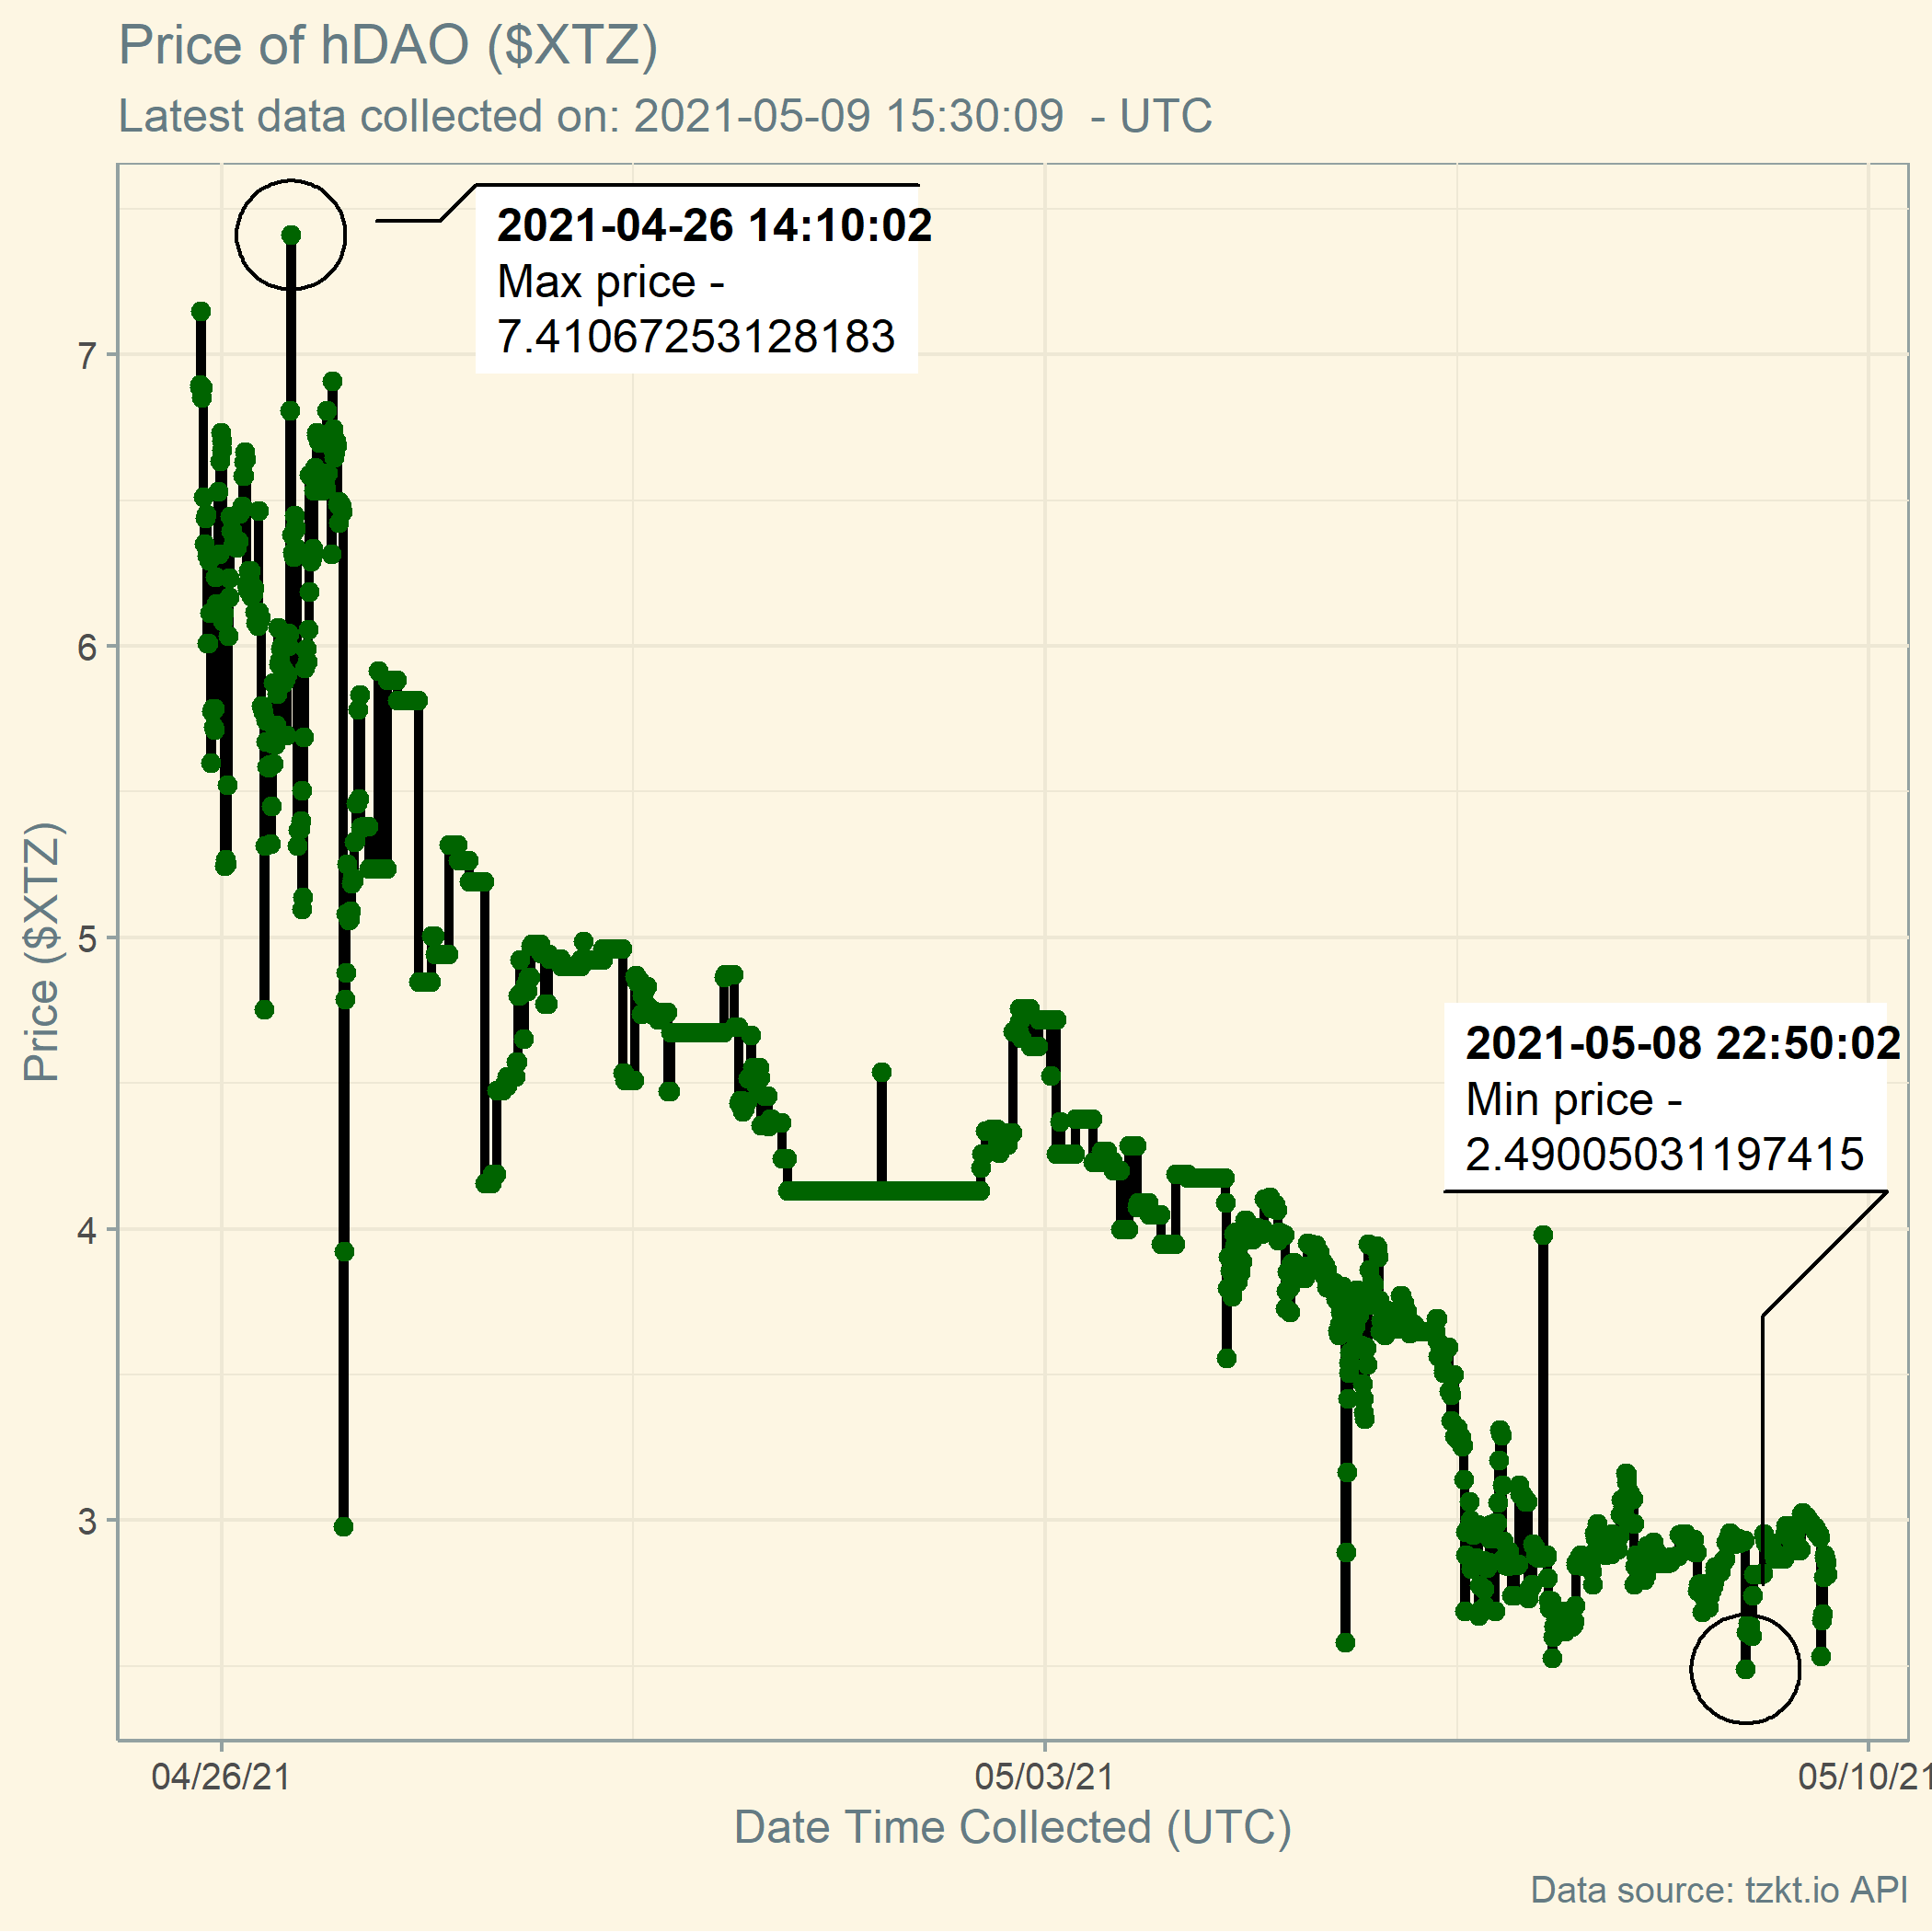 Price of hDAO ($XTZ)
Latest data collected on: 2021-05-09 15:30:09  - UTC
2021-04-26 14:10:02
Max price -
7.41067253128183
7
6
5
4
3
Price ($XTZ)
2021-05-08 22:50:02
Min price -
2.49005031197415
04/26/21
05/03/21
05/10/21
Date Time Collected (UTC)
Data source: tzkt.io API